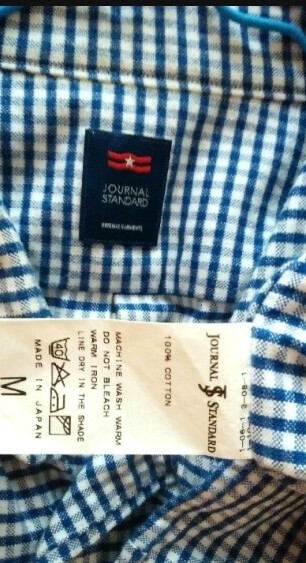 JOURNAL
STANDARD
JOURNAL STANDARD
100% COTTON
MACHINE WASH WARM
DO NOT BLEACH
WARM IRON
LINE DRY IN THE SHADE
40
MADE IN JAPAN
M